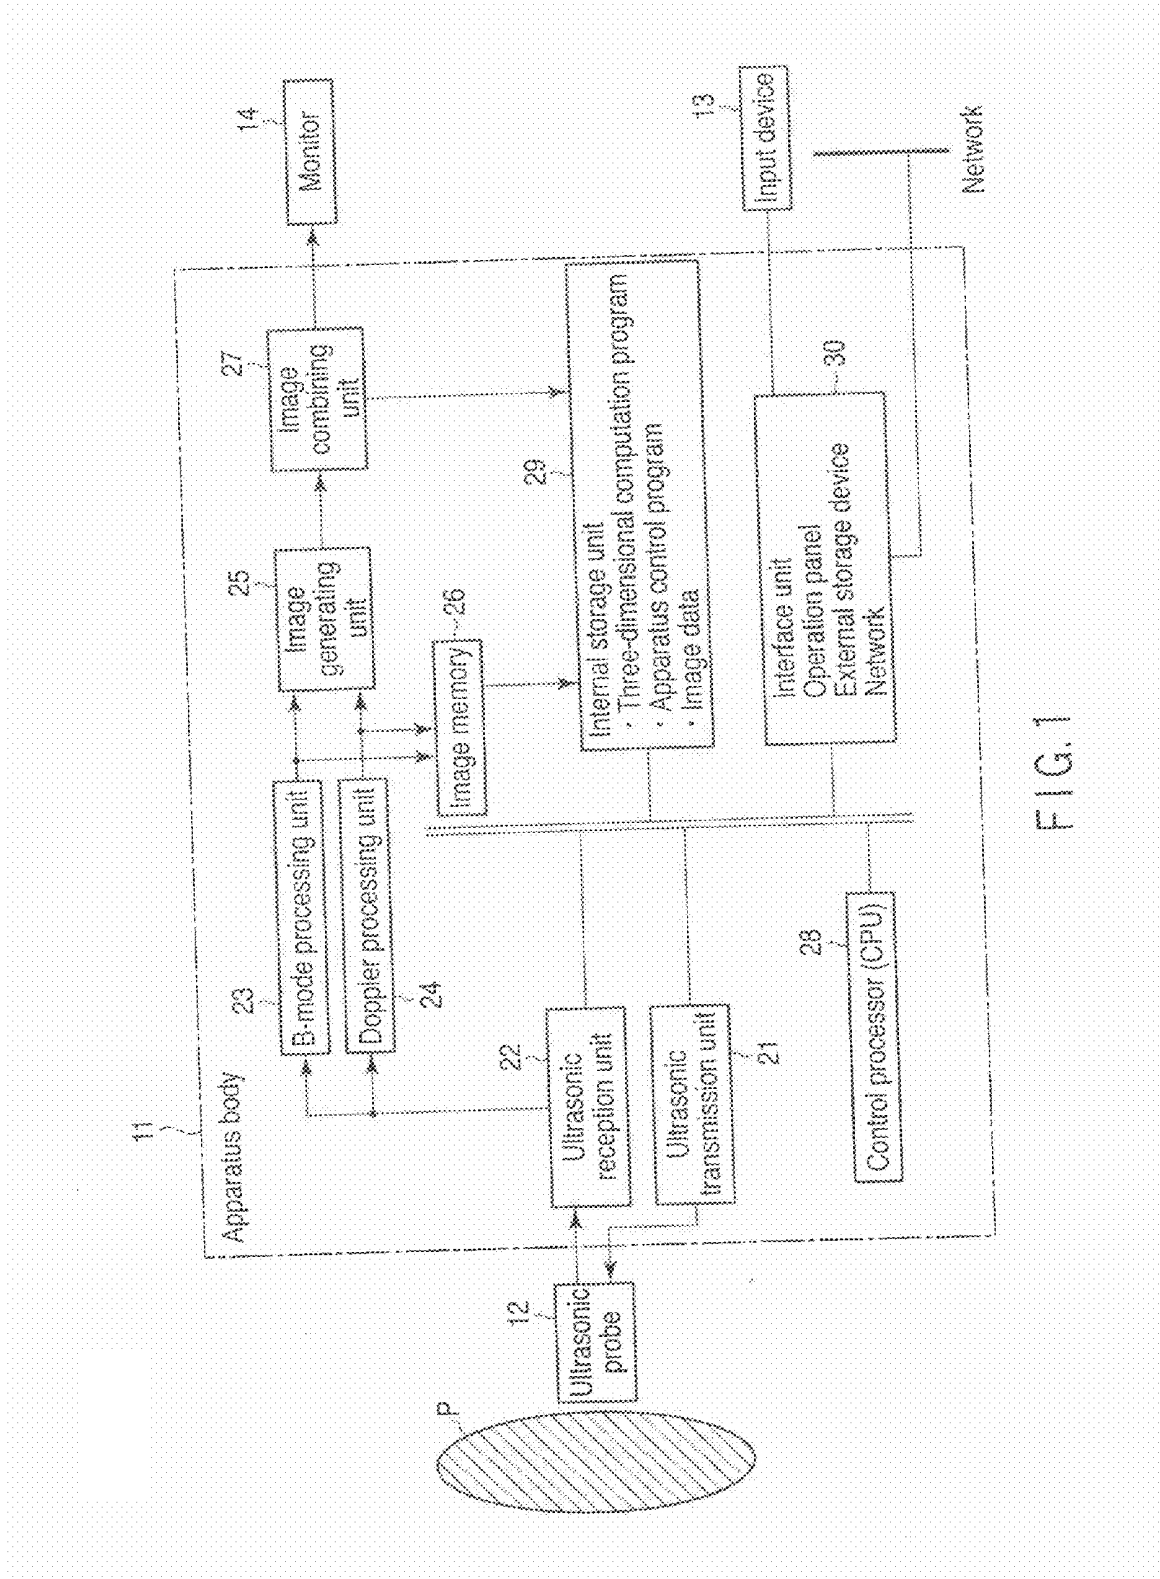 11
Apparatus body
P
12
Ultrasonic
probe
22
Ultrasonic
reception unit
Ultrasonic
transmission unit
21
23
B-mode processing unit
Doppler processing unit
24
25
Image
generating
unit
27
Image
combining
unit
14
Monitor
26
Image memory
29
Internal storage unit
· Three-dimensional computation program
· Apparatus control program
· Image data
30
Interface unit
Operation panel
External storage device
Network
13
Input device
Network
28
Control processor (CPU)
FIG.1